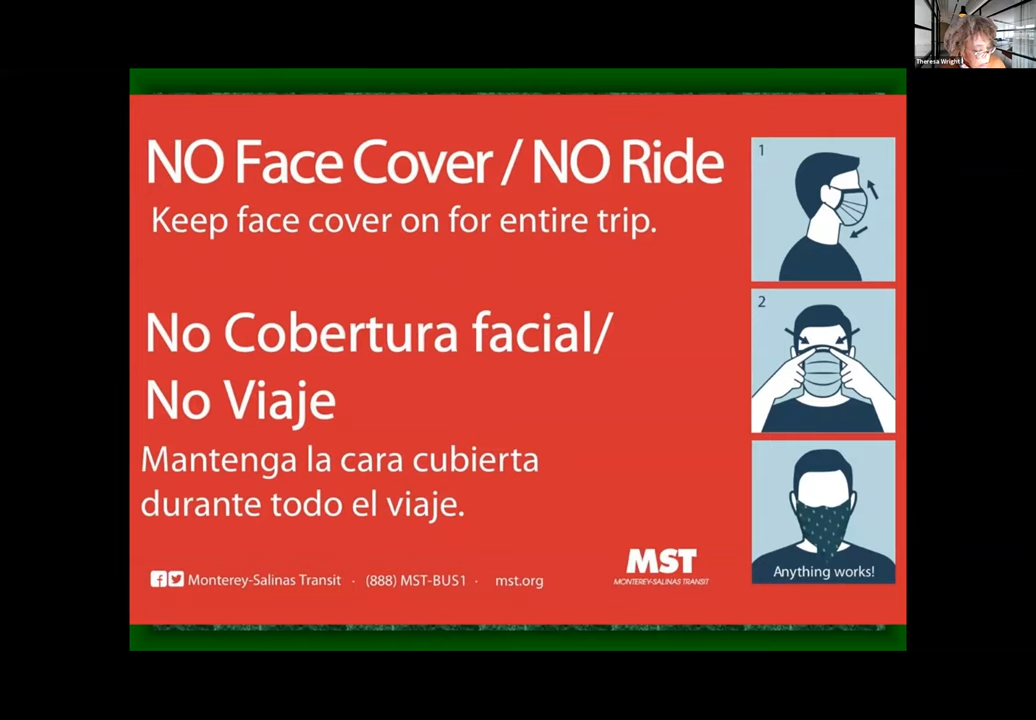 Theresa Wright
NO Face Cover / NO Ride
Keep face cover on for entire trip.
No Cobertura facial/
No Viaje
Mantenga la cara cubierta
durante todo el viaje.
Monterey-Salinas Transit · (888) MST-BUS1 · mst.org
MST
MONTEREY-SALINAS TRANSIT
1
2
Anything works!